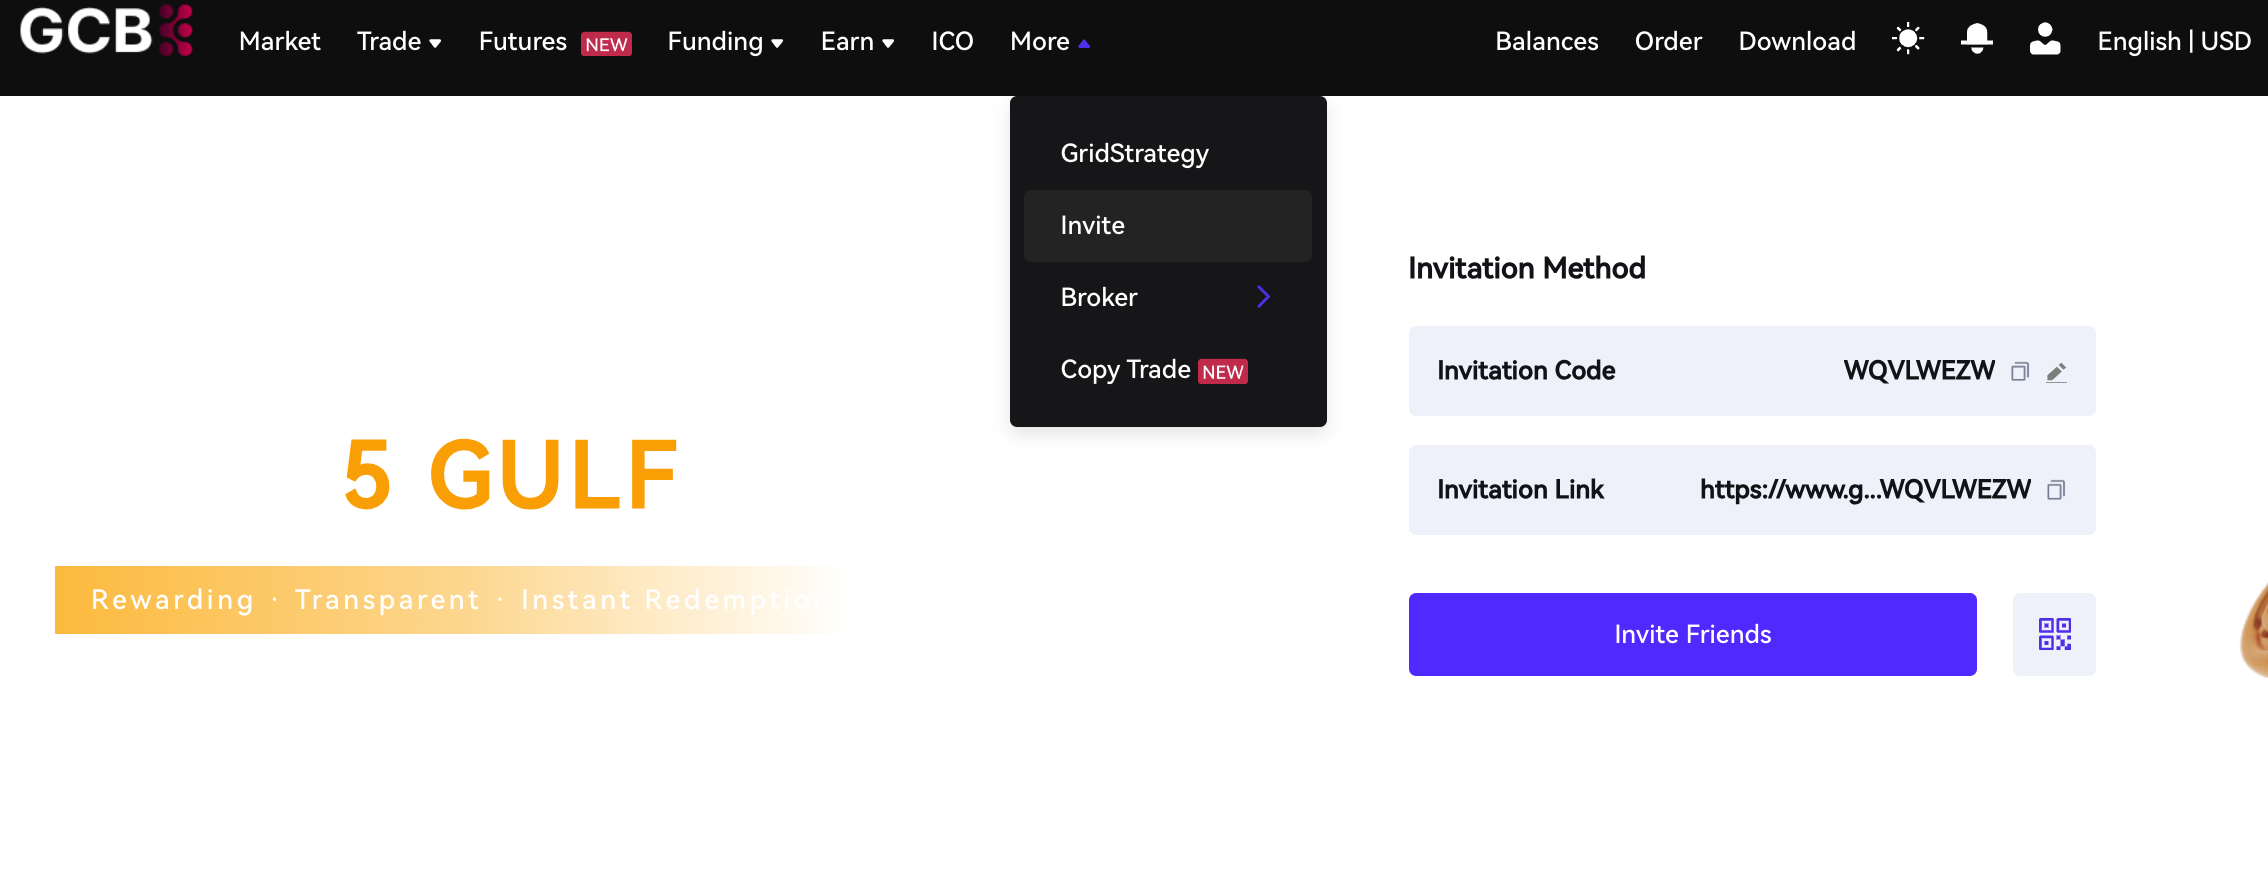 GCB
Market Trade Futures NEW Funding Earn ICO More Balances Order Download English | USD
GridStrategy
Invite
Broker
Copy Trade NEW
Invitation Method
Invitation Code WQVLWEZW
Invitation Link https://www.g...WQVLWEZW
Invite Friends
5 GULF
Rewarding · Transparent · Instant Redemption